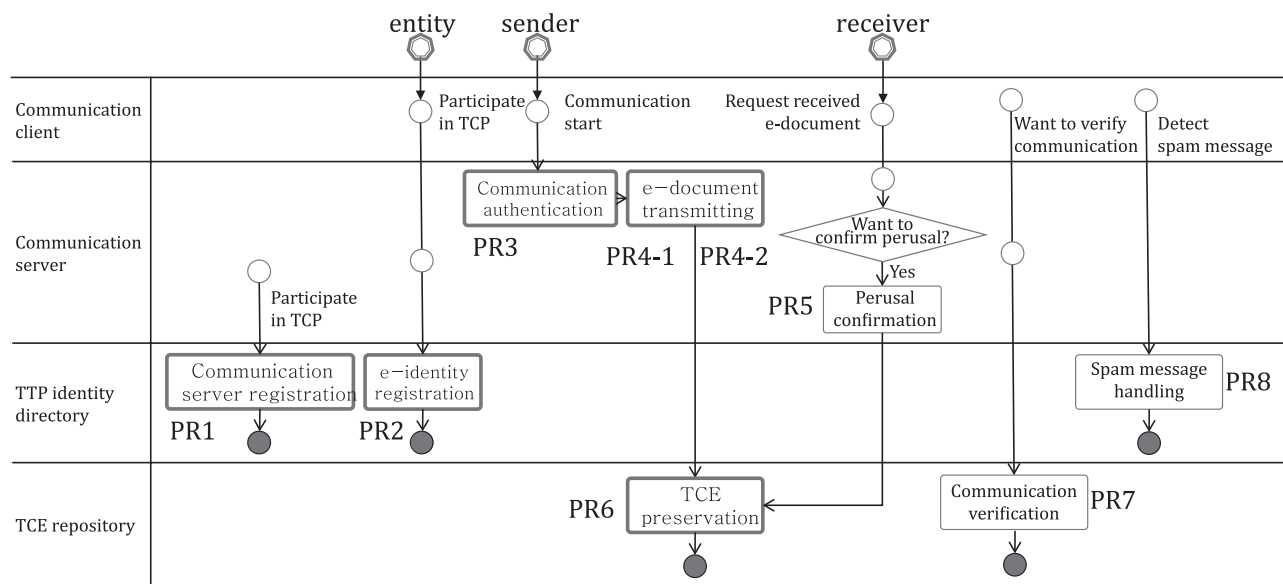 entity
sender
receiver
Communication
client
Participate
in TCP
Communication
start
Request received
e-document
Want to verify
communication
Detect
spam message
Communication
server
Communication
authentication
PR3
e-document
transmitting
PR4-1
PR4-2
Want to
confirm perusal?
Yes
PR5
Perusal
confirmation
Participate
in TCP
TTP identity
directory
Communication
server registration
PR1
e-identity
registration
PR2
Spam message
handling
PR8
TCE repository
PR6
TCE
preservation
Communication
verification
PR7